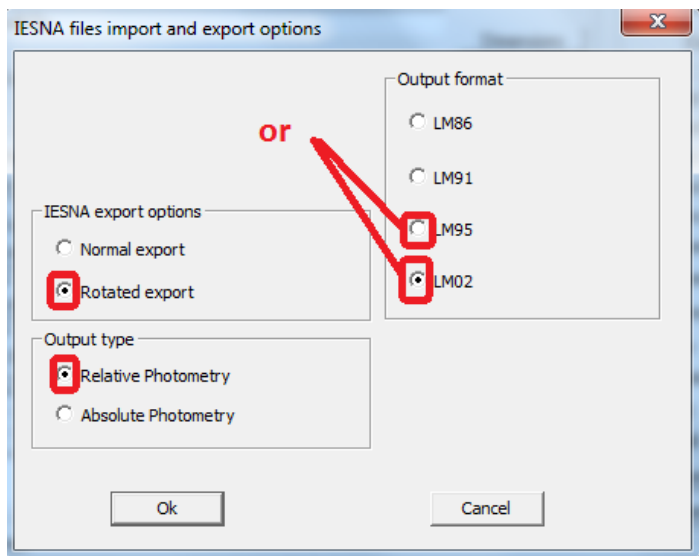 IESNA files import and export options
Output format
LM86
or
LM91
IESNA export options
LM95
Normal export
LM02
Rotated export
Output type
Relative Photometry
Absolute Photometry
Ok
Cancel